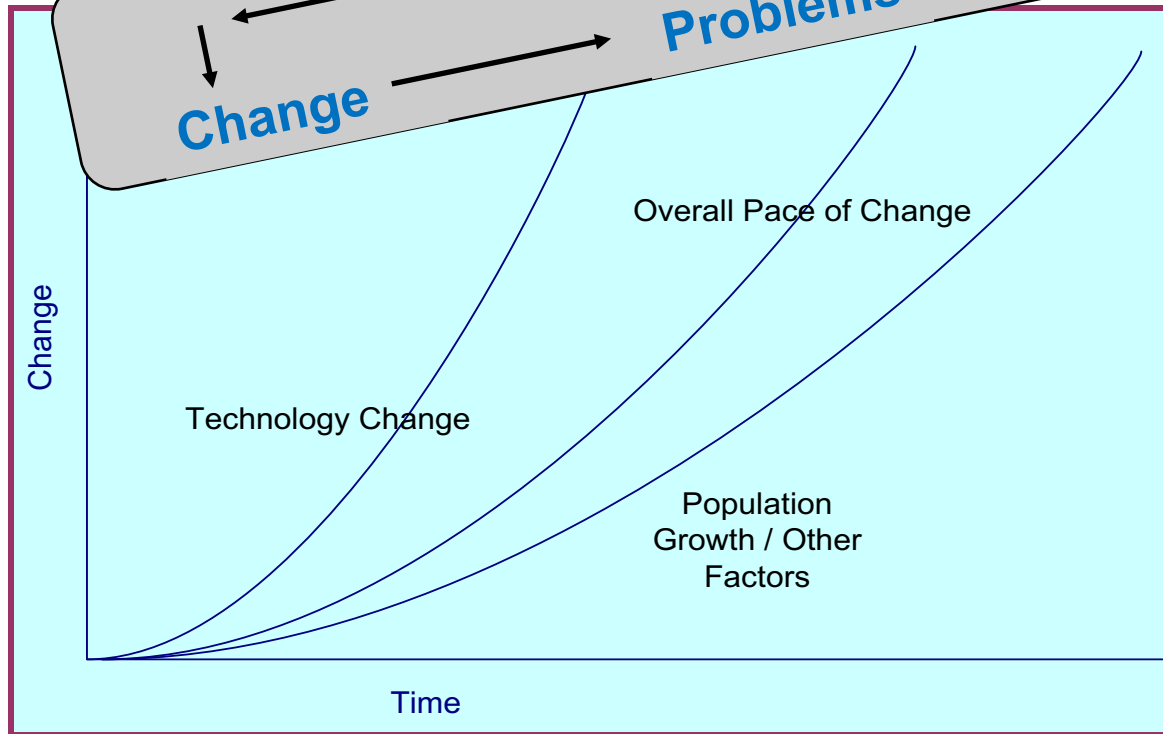 Problems
Change
Overall Pace of Change
Change
Technology Change
Population
Growth / Other
Factors
Time